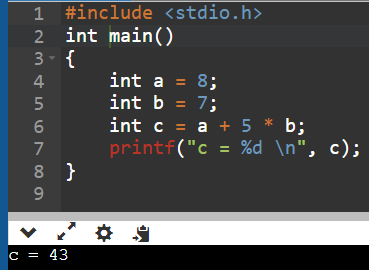 1 #include <stdio.h>
2 int main()
3 {
4 int a = 8;
5 int b = 7;
6 int c = a + 5 * b;
7 printf("c = %d \n", c);
8 }
9
c = 43